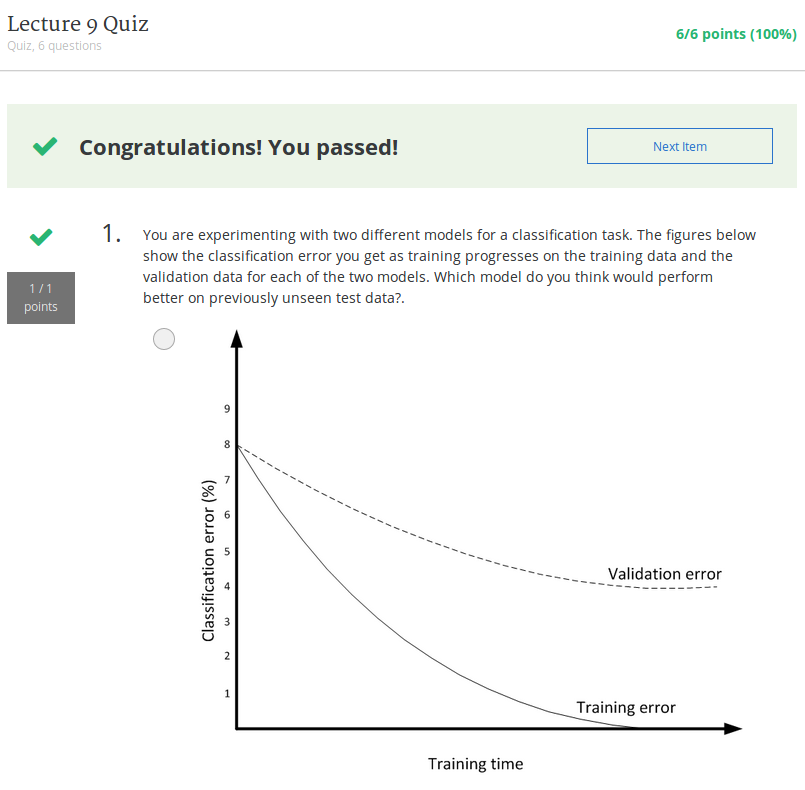 Lecture 9 Quiz
Quiz, 6 questions
6/6 points (100%)
Congratulations! You passed!
Next Item
1.
You are experimenting with two different models for a classification task. The figures below
show the classification error you get as training progresses on the training data and the
validation data for each of the two models. Which model do you think would perform
better on previously unseen test data?.
1 / 1
points
9
8
7
6
5
4
3
2
1
Classification error (%)
Validation error
Training error
Training time